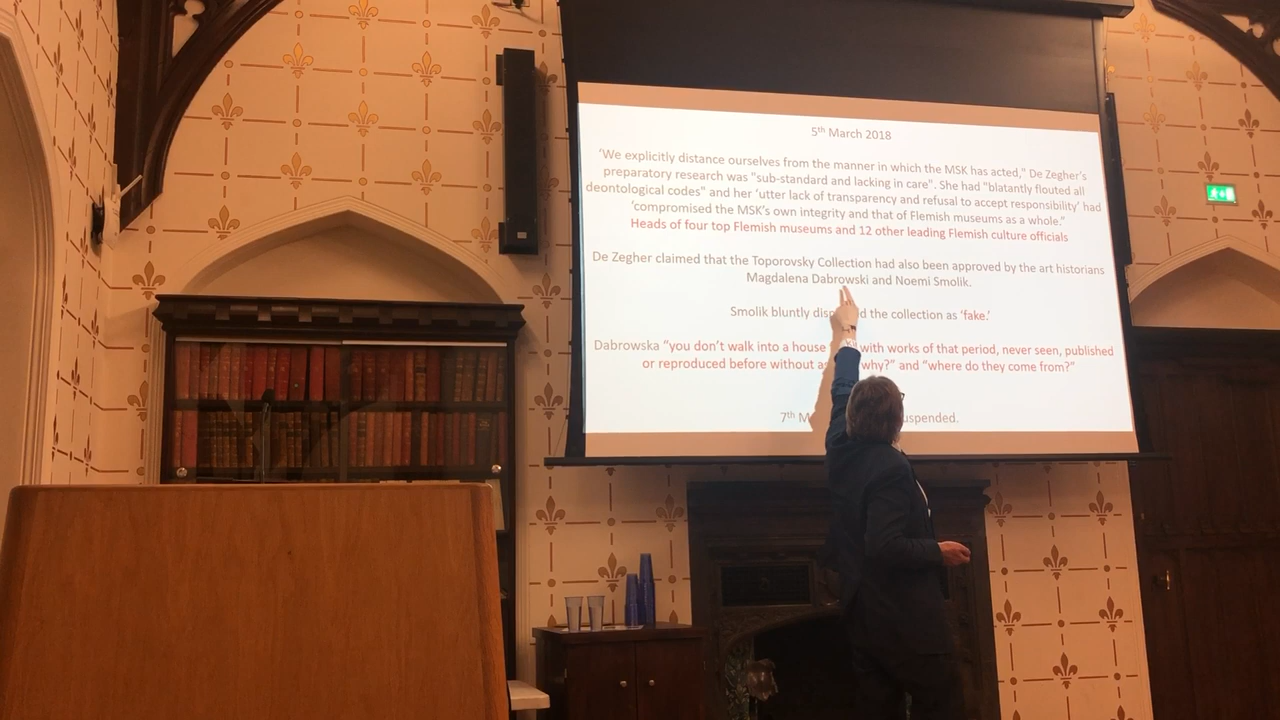 5th March 2018
'We explicitly distance ourselves from the manner in which the MSK has acted," De Zegher's
preparatory research was "sub-standard and lacking in care". She had "blatantly flouted all
deontological codes" and her 'utter lack of transparency and refusal to accept responsibility' had
'compromised the MSK's own integrity and that of Flemish museums as a whole."
Heads of four top Flemish museums and 12 other leading Flemish culture officials
De Zegher claimed that the Toporovsky Collection had also been approved by the art historians
Magdalena Dabrowski and Noemi Smolik.
Smolik bluntly the collection as 'fake.'
Dabrowska "you don't walk into a house with works of that period, never seen, published
or reproduced before without why?" and "where do they come from?"
7th